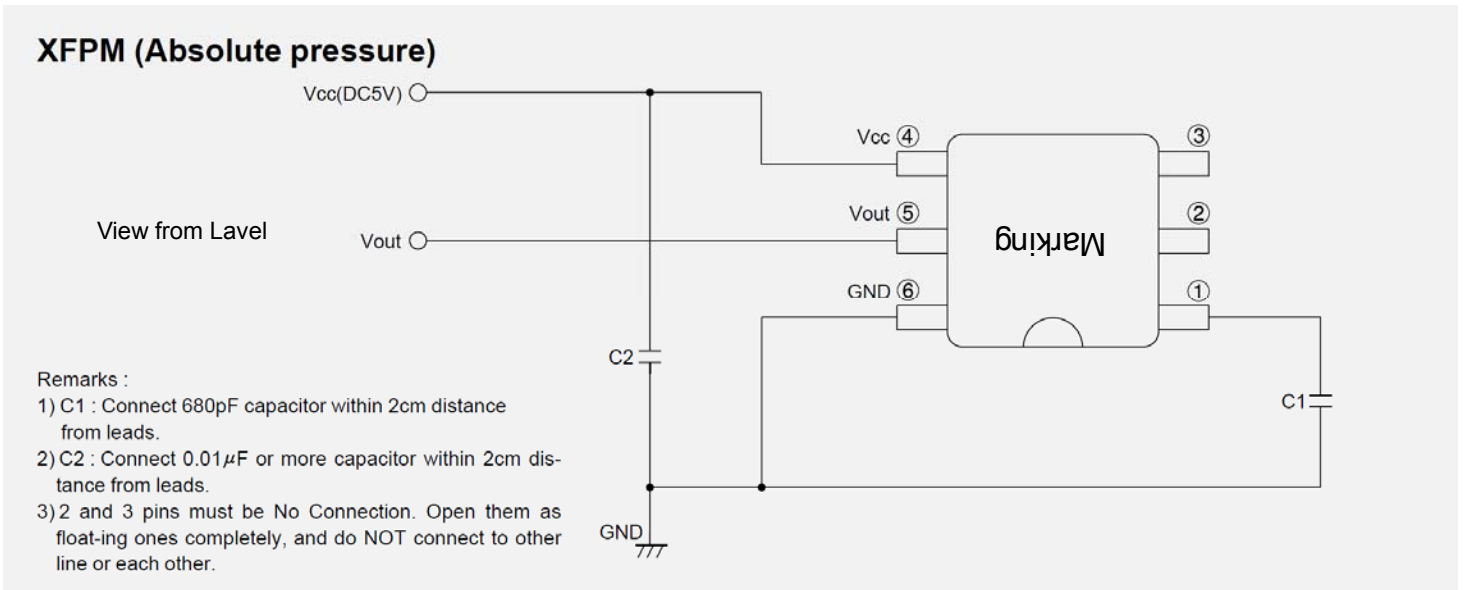 XFPM (Absolute pressure)
Vcc(DC5V)
Vcc ④
③
View from Lavel
Vout
Vout ⑤
②
Marking
GND ⑥
①
C2
C1
Remarks :
1) C1 : Connect 680pF capacitor within 2cm distance
from leads.
2) C2 : Connect 0.01μF or more capacitor within 2cm dis-
tance from leads.
3) 2 and 3 pins must be No Connection. Open them as
float-ing ones completely, and do NOT connect to other
line or each other.
GND